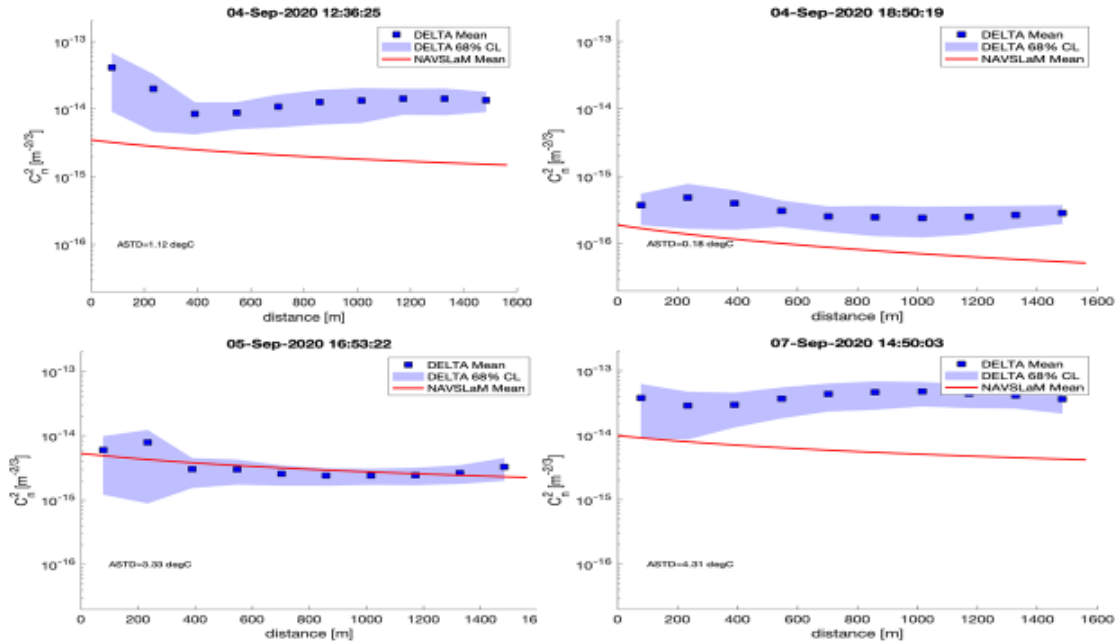 04-Sep-2020 12:36:25
DELTA Mean
DELTA 68% CL
NAVSLaM Mean
10^-13
10^-14
10^-15
10^-16
C_n^2 [m^-2/3]
ASTD=1.12 degC
0 200 400 600 800 1000 1200 1400 1600
distance [m]
04-Sep-2020 18:50:19
DELTA Mean
DELTA 68% CL
NAVSLaM Mean
10^-13
10^-14
10^-15
10^-16
C_n^2 [m^-2/3]
ASTD=0.18 degC
0 200 400 600 800 1000 1200 1400 1600
distance [m]
05-Sep-2020 16:53:22
DELTA Mean
DELTA 68% CL
NAVSLaM Mean
10^-13
10^-14
10^-15
10^-16
C_n^2 [m^-2/3]
ASTD=3.33 degC
0 200 400 600 800 1000 1200 1400 16
distance [m]
07-Sep-2020 14:50:03
DELTA Mean
DELTA 68% CL
NAVSLaM Mean
10^-13
10^-14
10^-15
10^-16
C_n^2 [m^-2/3]
ASTD=4.31 degC
0 200 400 600 800 1000 1200 1400 1600
distance [m]